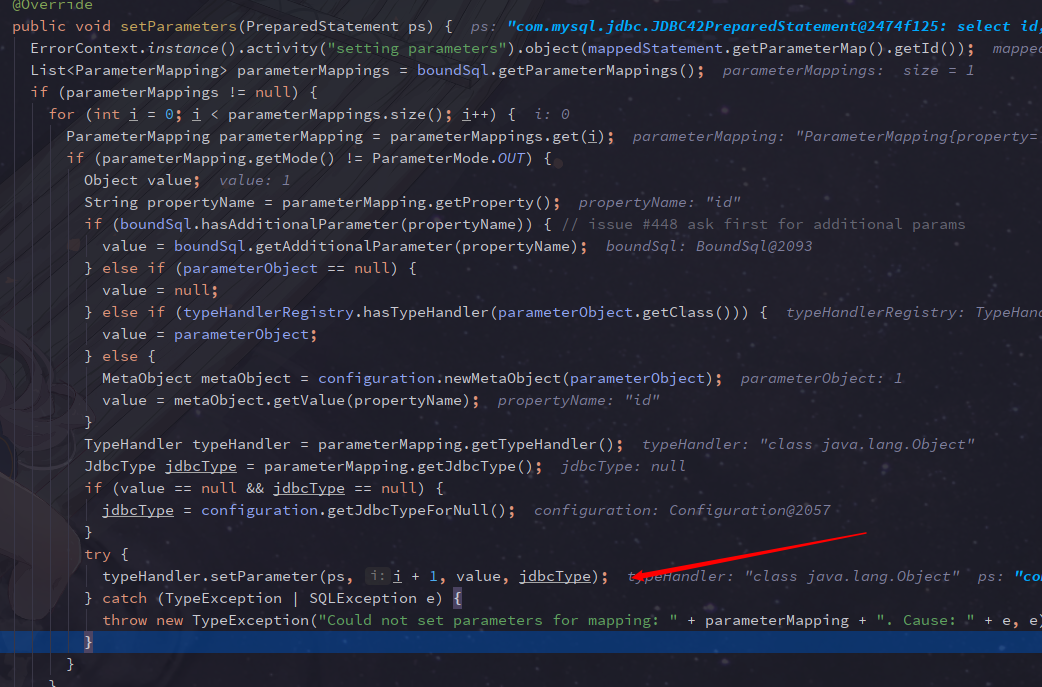 @Override
public void setParameters(PreparedStatement ps) { ps: "com.mysql.jdbc.JDBC42PreparedStatement@2474f125: select id,
ErrorContext.instance().activity("setting parameters").object(mappedStatement.getParameterMap().getId()); mapped
List<ParameterMapping> parameterMappings = boundSql.getParameterMappings(); parameterMappings: size = 1
if (parameterMappings != null) {
for (int i = 0; i < parameterMappings.size(); i++) { i: 0
ParameterMapping parameterMapping = parameterMappings.get(i); parameterMapping: "ParameterMapping{property=
if (parameterMapping.getMode() != ParameterMode.OUT) {
Object value; value: 1
String propertyName = parameterMapping.getProperty(); propertyName: "id"
if (boundSql.hasAdditionalParameter(propertyName)) { // issue #448 ask first for additional params
value = boundSql.getAdditionalParameter(propertyName); boundSql: BoundSql@2093
} else if (parameterObject == null) {
value = null;
} else if (typeHandlerRegistry.hasTypeHandler(parameterObject.getClass())) { typeHandlerRegistry: TypeHand
value = parameterObject;
} else {
MetaObject metaObject = configuration.newMetaObject(parameterObject); parameterObject: 1
value = metaObject.getValue(propertyName); propertyName: "id"
}
TypeHandler typeHandler = parameterMapping.getTypeHandler(); typeHandler: "class java.lang.Object"
JdbcType jdbcType = parameterMapping.getJdbcType(); jdbcType: null
if (value == null && jdbcType == null) {
jdbcType = configuration.getJdbcTypeForNull(); configuration: Configuration@2057
}
try {
typeHandler.setParameter(ps, i: i + 1, value, jdbcType); typeHandler: "class java.lang.Object" ps: "co
} catch (TypeException | SQLException e) {
throw new TypeException("Could not set parameters for mapping: " + parameterMapping + ". Cause: " + e, e)
}
}
}